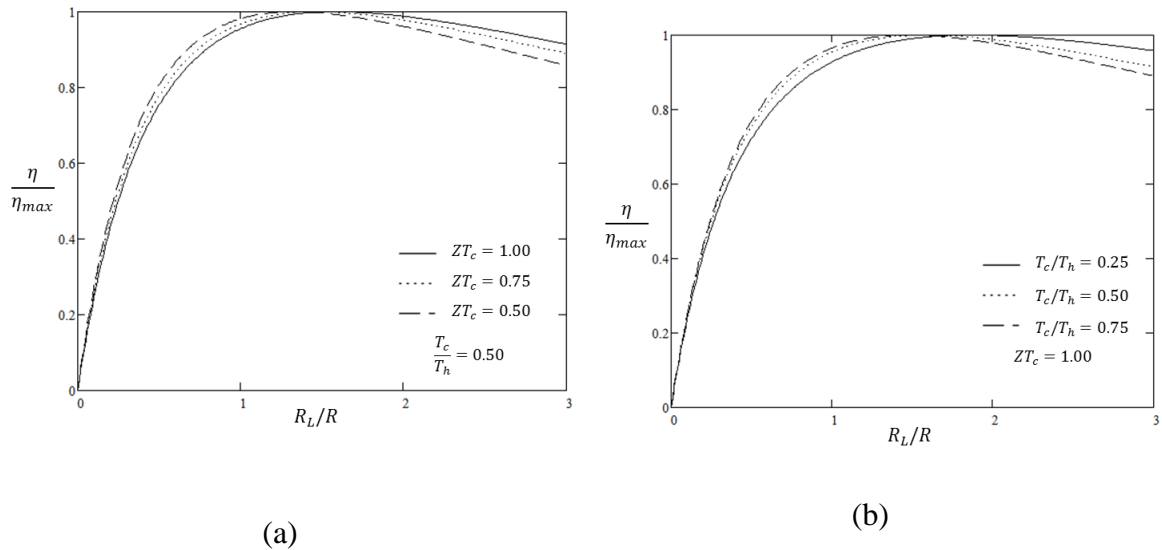 1
0.8
0.6
η/η_max
0.4
ZT_c = 1.00
ZT_c = 0.75
0.2
ZT_c = 0.50
T_c/T_h = 0.50
0
0 1 2 3
R_L/R
(a)
1
0.8
0.6
η/η_max
0.4
T_c/T_h = 0.25
T_c/T_h = 0.50
0.2
T_c/T_h = 0.75
ZT_c = 1.00
0
0 1 2 3
R_L/R
(b)